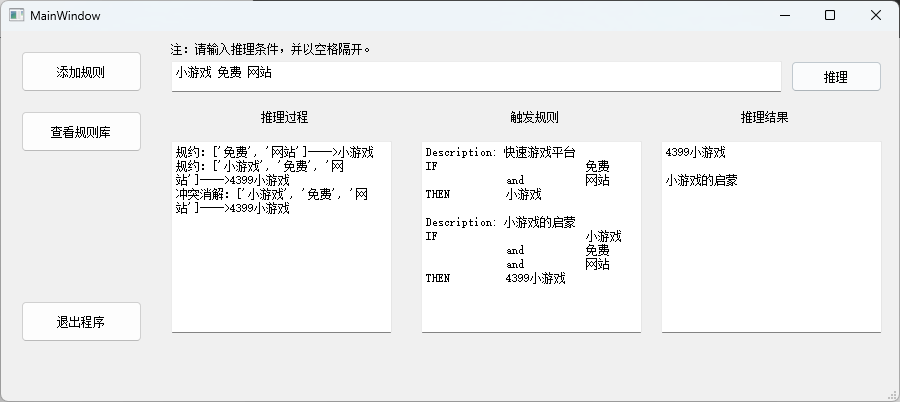 MainWindow
注：请输入推理条件，并以空格隔开。
添加规则
小游戏 免费 网站
推理
查看规则库
推理过程
触发规则
推理结果
规约：['免费', '网站']---->小游戏
规约：['小游戏', '免费', '网
站']---->4399小游戏
冲突消解：['小游戏', '免费', '网
站']---->4399小游戏
Description: 快速游戏平台
IF 免费
and 网站
THEN 小游戏
Description: 小游戏的启蒙
IF 小游戏
and 免费
and 网站
THEN 4399小游戏
4399小游戏
小游戏的启蒙
退出程序